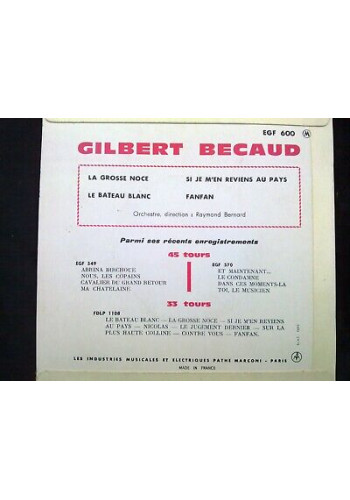 EGF 600 M
GILBERT BECAUD
LA GROSSE NOCE
SI JE M'EN REVIENS AU PAYS
LE BATEAU BLANC
FANFAN
Orchestre, direction : Raymond Bernard
Parmi ses récents enregistrements
45 tours
EGF 549
ABRINA BIRCHOCE
NOUS, LES COPAINS
CAVALIER DU GRAND RETOUR
MA CHATELAINE
EGF 570
ET MAINTENANT...
LE CONDAMNE
DANS CES MOMENTS-LA
TOI, LE MUSICIEN
33 tours
FDLP 1158
LE BATEAU BLANC — LA GROSSE NOCE — SI JE M'EN REVIENS
AU PAYS — NICOLAS — LE JUGEMENT DERNIER — SUR LA
PLUS HAUTE COLLINE — CONTRE VOUS — FANFAN.
LES INDUSTRIES MUSICALES ET ELECTRIQUES PATHE MARCONI - PARIS
MADE IN FRANCE